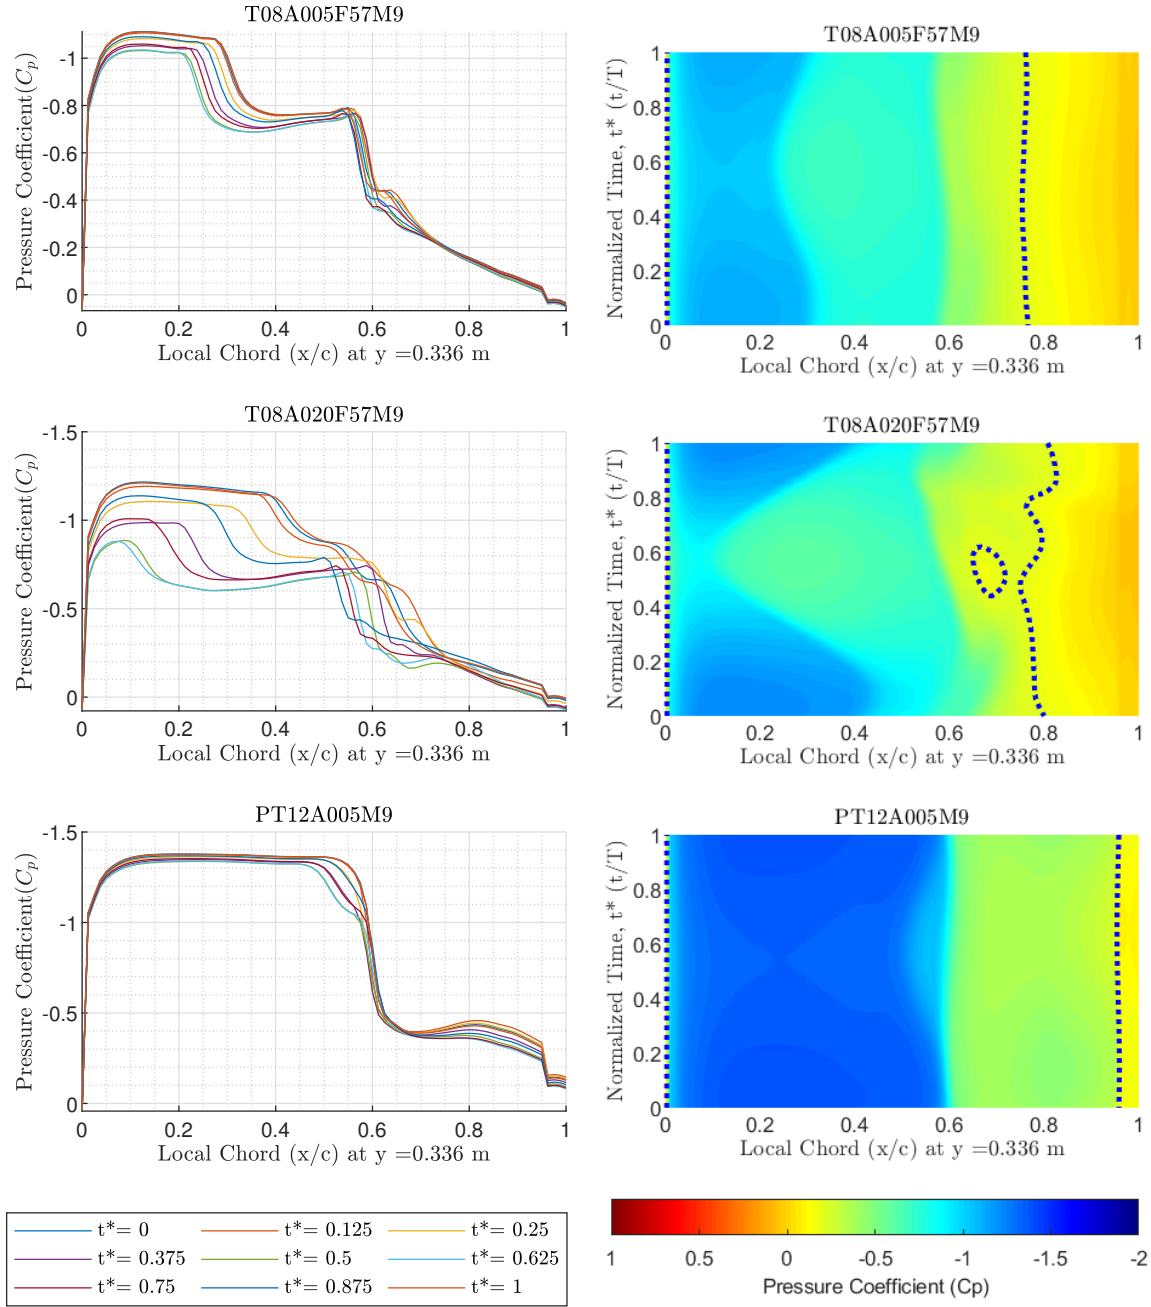 T08A005F57M9
Pressure Coefficient(Cp)
-1
-0.8
-0.6
-0.4
-0.2
0
0 0.2 0.4 0.6 0.8 1
Local Chord (x/c) at y =0.336 m
T08A005F57M9
Normalized Time, t* (t/T)
1
0.8
0.6
0.4
0.2
0
0 0.2 0.4 0.6 0.8 1
Local Chord (x/c) at y =0.336 m
T08A020F57M9
Pressure Coefficient(Cp)
-1.5
-1
-0.5
0
0 0.2 0.4 0.6 0.8 1
Local Chord (x/c) at y =0.336 m
T08A020F57M9
Normalized Time, t* (t/T)
1
0.8
0.6
0.4
0.2
0
0 0.2 0.4 0.6 0.8 1
Local Chord (x/c) at y =0.336 m
PT12A005M9
Pressure Coefficient(Cp)
-1.5
-1
-0.5
0
0 0.2 0.4 0.6 0.8 1
Local Chord (x/c) at y =0.336 m
PT12A005M9
Normalized Time, t* (t/T)
1
0.8
0.6
0.4
0.2
0
0 0.2 0.4 0.6 0.8 1
Local Chord (x/c) at y =0.336 m
t*= 0 t*= 0.125 t*= 0.25
t*= 0.375 t*= 0.5 t*= 0.625
t*= 0.75 t*= 0.875 t*= 1
1 0.5 0 -0.5 -1 -1.5 -2
Pressure Coefficient (Cp)